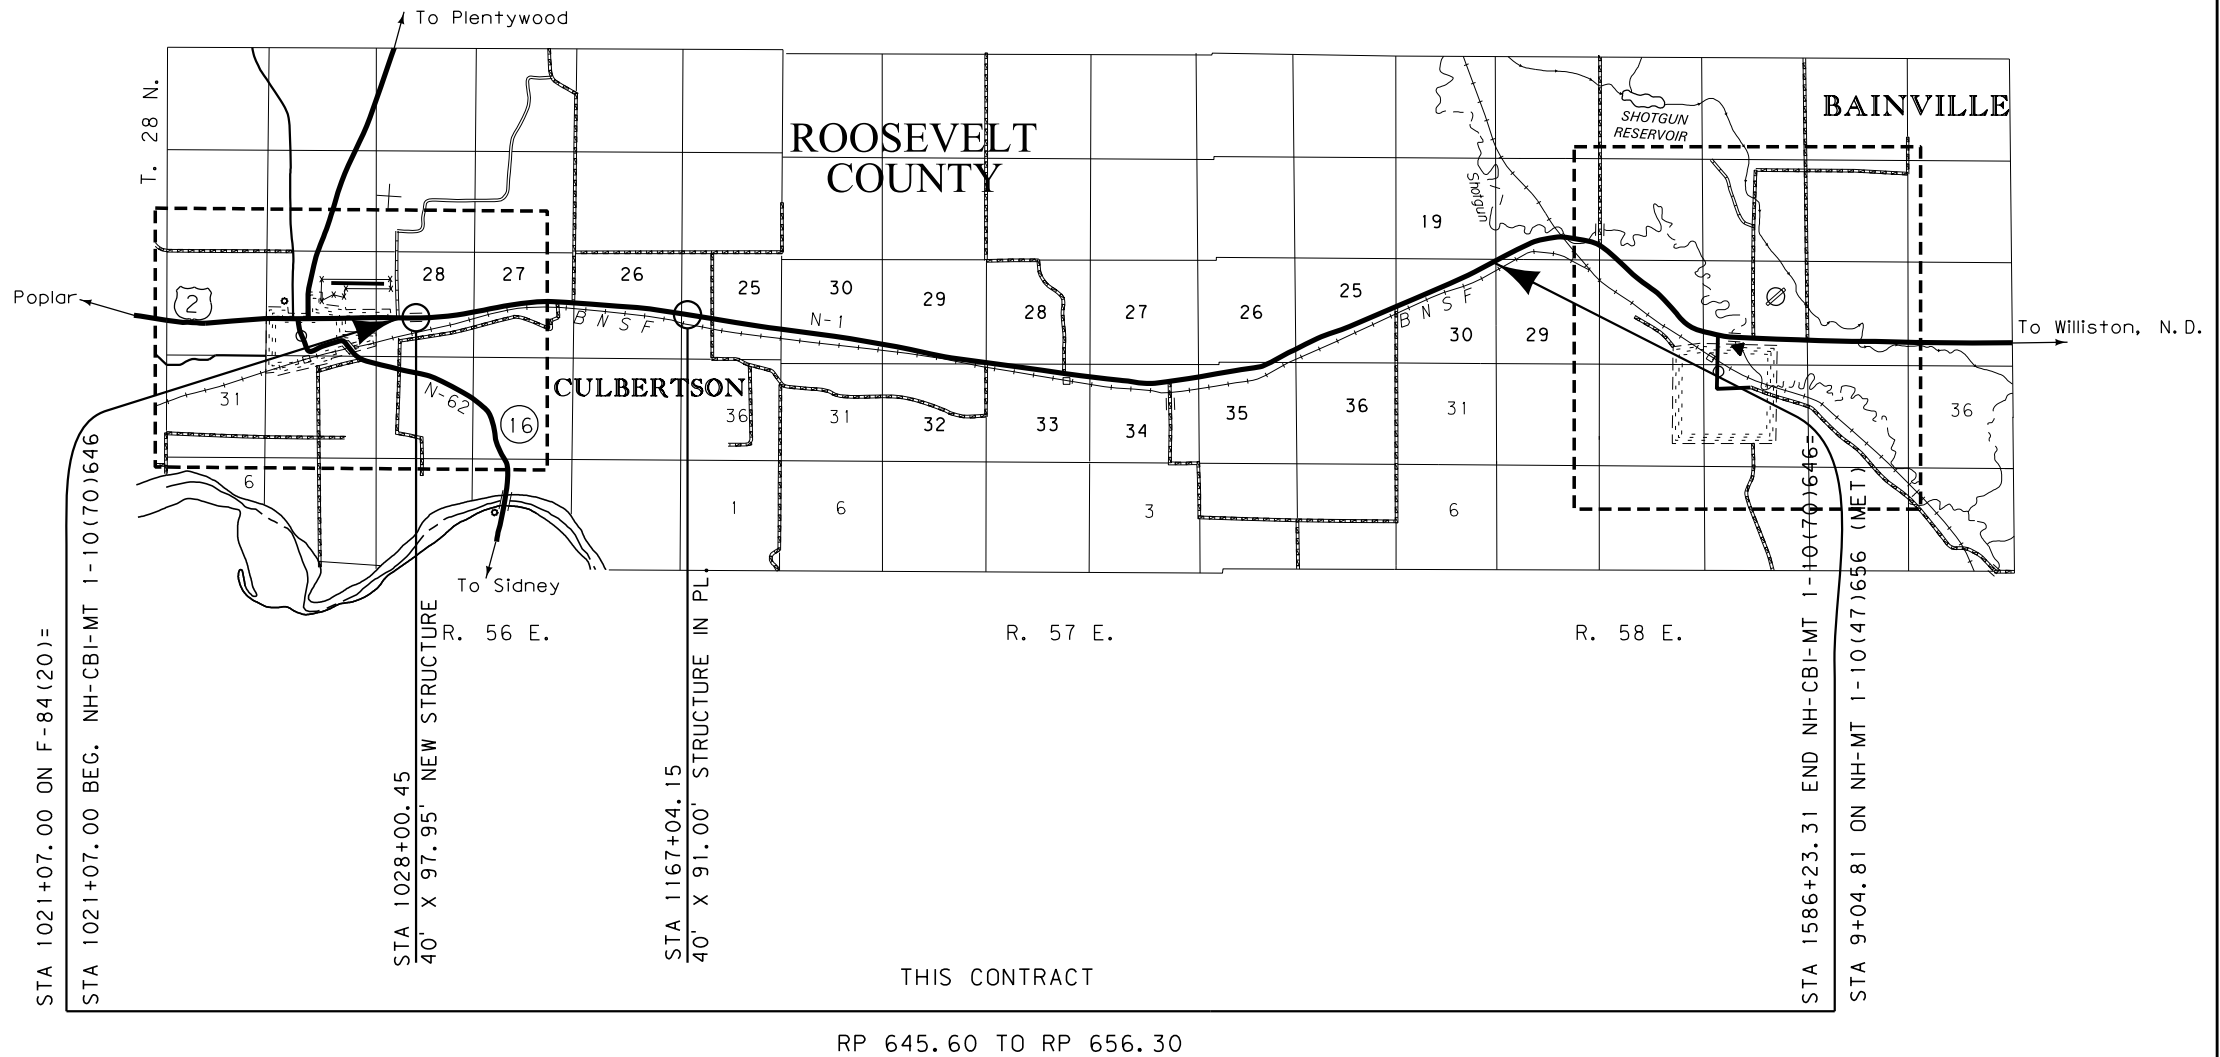 To Plentywood
T. 28 N.
BAINVILLE
SHOTGUN
RESERVOIR
ROOSEVELT
COUNTY
Shotgun
19
28
27
26
25
30
29
28
27
26
25
30
29
Poplar
2
BNSF
N-1
BNSF
To Williston, N.D.
CULBERTSON
31
N-62
16
36
31
32
33
34
35
36
31
36
6
1
6
3
6
To Sidney
R. 56 E.
R. 57 E.
R. 58 E.
STA 1021+07.00 ON F-84(20)=
STA 1021+07.00 BEG. NH-CBI-MT 1-10(70)646
STA 1028+00.45
40' X 97.95' NEW STRUCTURE
STA 1167+04.15
40' X 91.00' STRUCTURE IN PL.
STA 1586+23.31 END NH-CBI-MT 1-10(70)646=
STA 9+04.81 ON NH-MT 1-10(47)656 (MET)
THIS CONTRACT
RP 645.60 TO RP 656.30